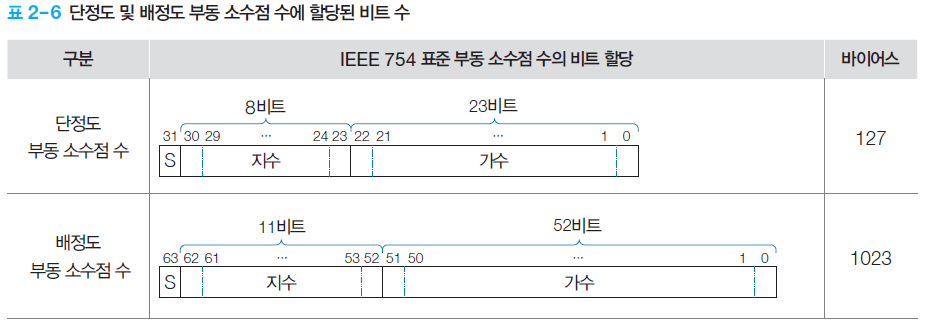 표 2-6 단정도 및 배정도 부동 소수점 수에 할당된 비트 수
구분 IEEE 754 표준 부동 소수점 수의 비트 할당 바이어스
단정도
부동 소수점 수
8비트 23비트
31 30 29 ··· 24 23 22 21 ··· 1 0
S 지수 가수
127
배정도
부동 소수점 수
11비트 52비트
63 62 61 ··· 53 52 51 50 ··· 1 0
S 지수 가수
1023